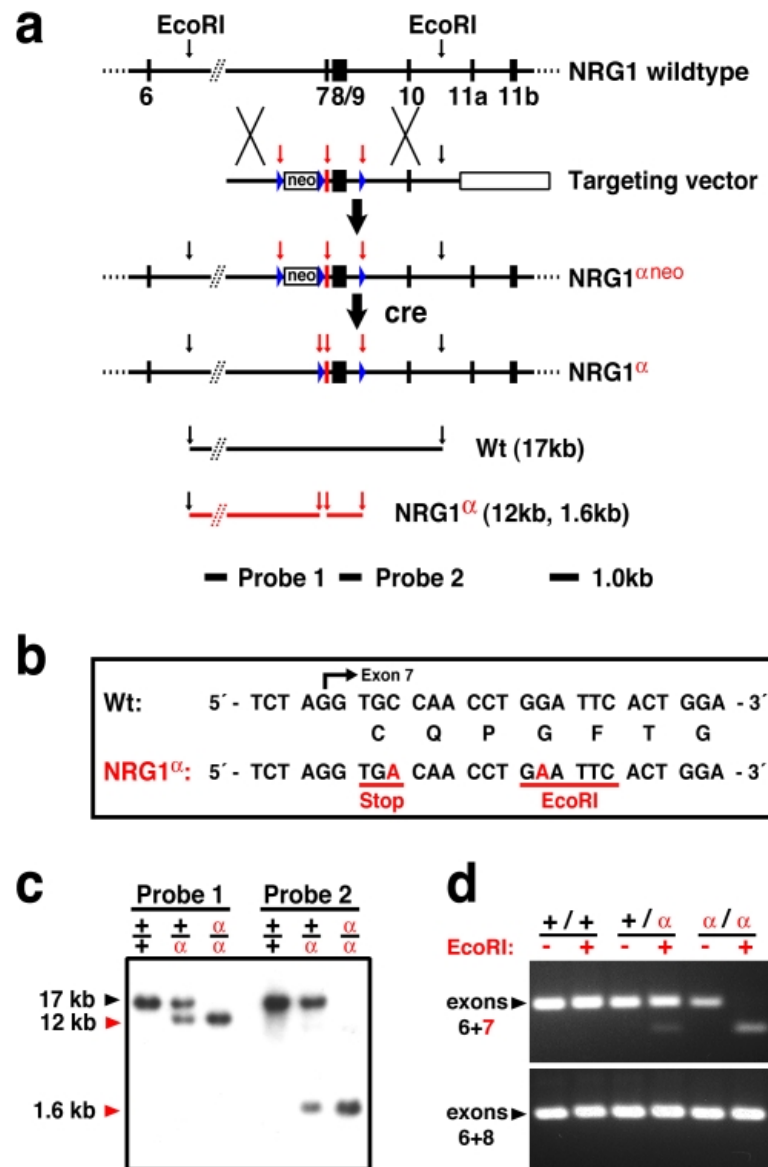 a
EcoRI EcoRI
NRG1 wildtype
6 7 8/9 10 11a 11b
neo Targeting vector
neo NRG1α neo
cre
NRG1α
Wt (17kb)
NRG1α (12kb, 1.6kb)
Probe 1 Probe 2 1.0kb
b
Exon 7
Wt: 5´ - TCT AGG TGC CAA CCT GGA TTC ACT GGA - 3´
C Q P G F T G
NRG1α: 5´ - TCT AGG TGA CAA CCT GAA TTC ACT GGA - 3´
Stop EcoRI
c
Probe 1 Probe 2
+ + α + + α
+ α α + α α
17 kb
12 kb
1.6 kb
d
+ / + + / α α / α
EcoRI: - + - + - +
exons
6+7
exons
6+8